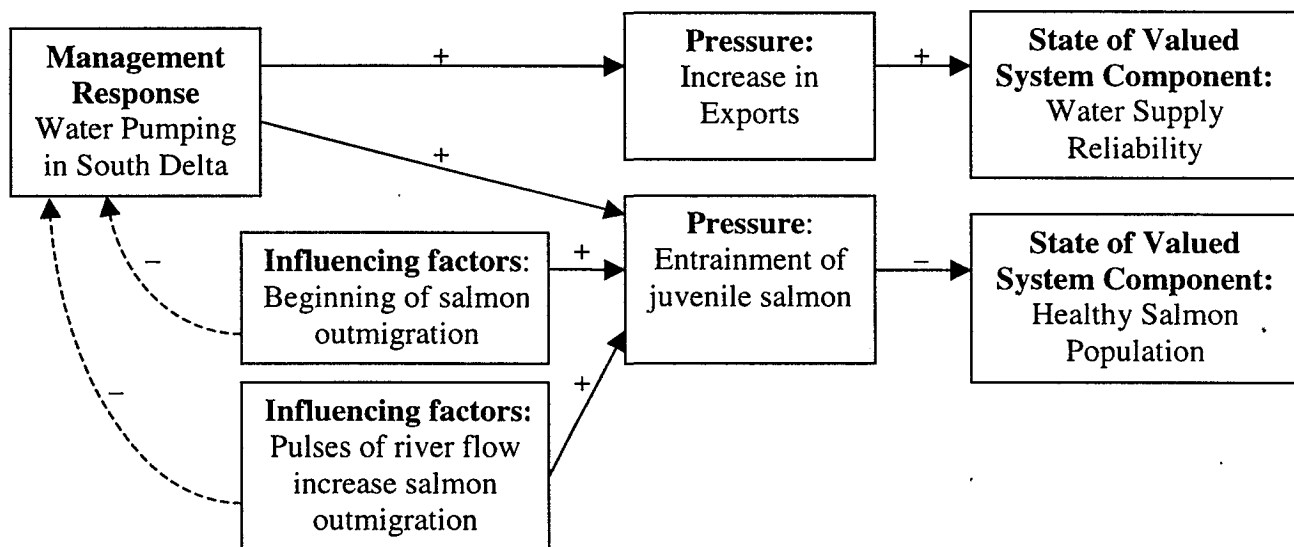 Management
Response
Water Pumping
in South Delta
+
Pressure:
Increase in
Exports
+
State of Valued
System Component:
Water Supply
Reliability
+
Influencing factors:
Beginning of salmon
outmigration
–
+
Pressure:
Entrainment of
juvenile salmon
–
State of Valued
System Component:
Healthy Salmon
Population
Influencing factors:
Pulses of river flow
increase salmon
outmigration
–
+